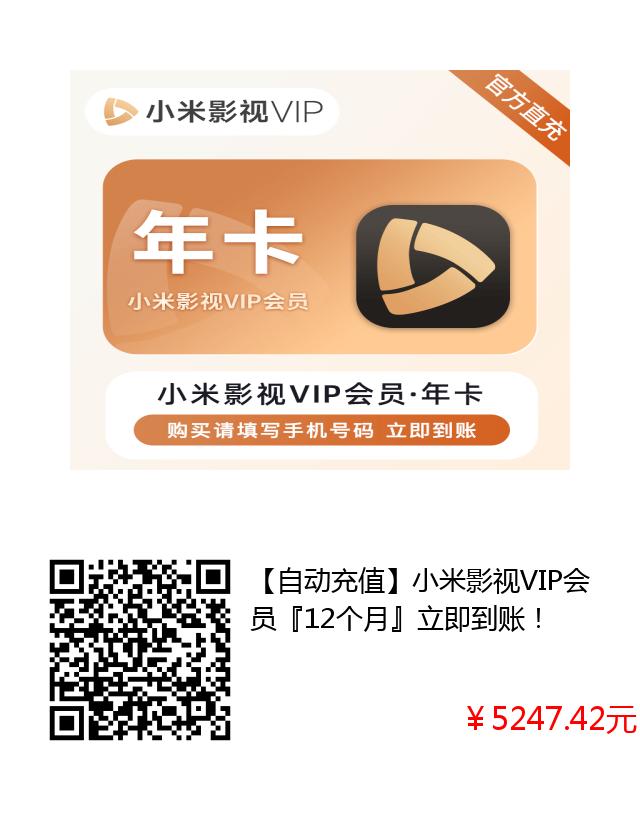 小米影视VIP
官方直充
年卡
小米影视VIP会员
小米影视VIP会员·年卡
购买请填写手机号码 立即到账
【自动充值】小米影视VIP会
员『12个月』立即到账！
￥5247.42元